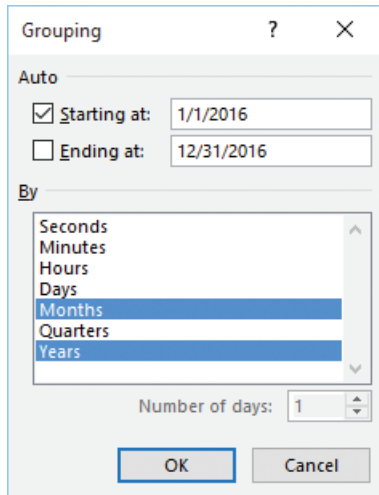 Grouping ?
Auto
Starting at: 1/1/2016
Ending at: 12/31/2016
By
Seconds
Minutes
Hours
Days
Months
Quarters
Years
Number of days: 1
OK Cancel